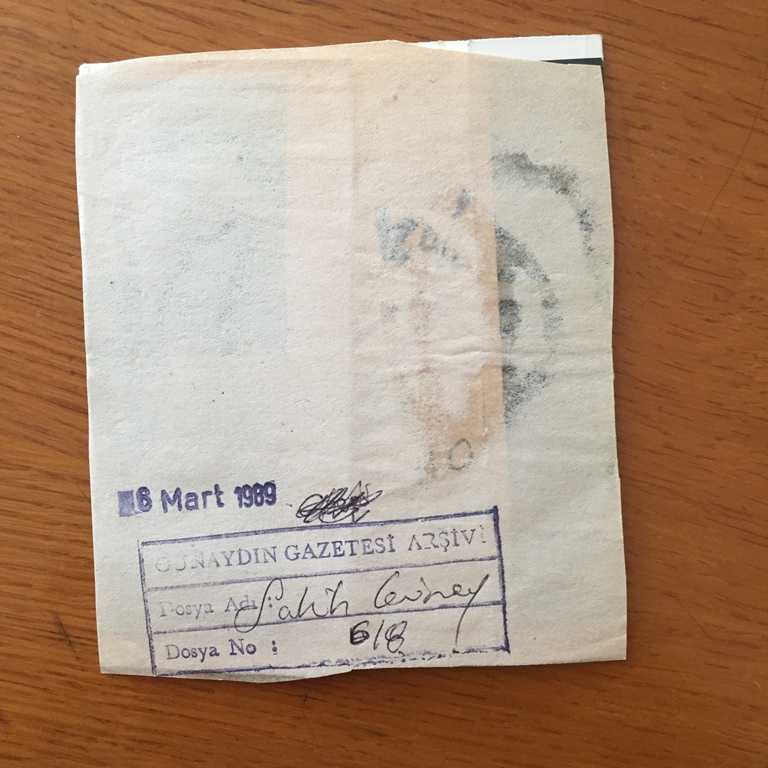 6 Mart 1989
GÜNAYDIN GAZETESİ ARŞİVİ
Dosya Adı : Salih Güney
Dosya No : 618